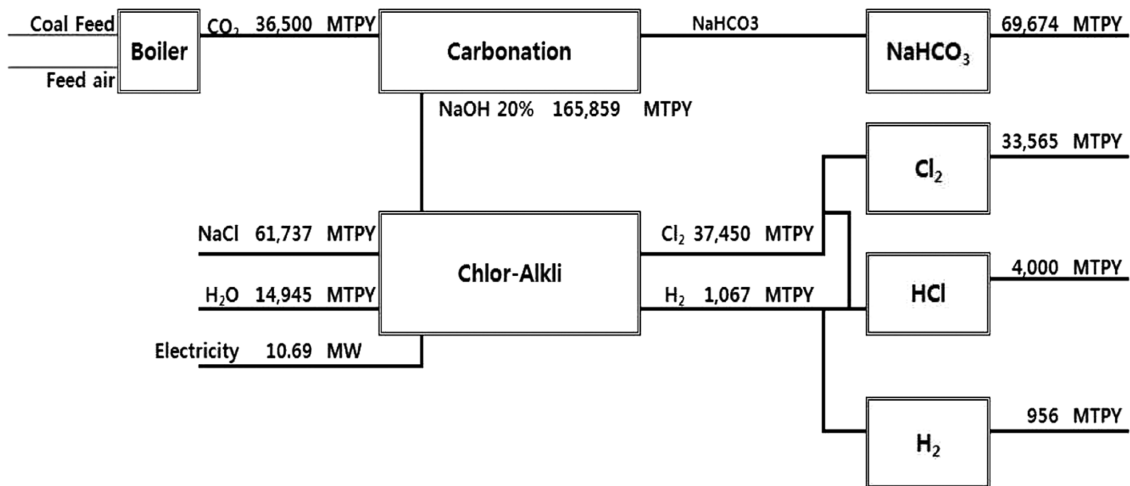 Coal Feed
Feed air
Boiler
CO₂ 36,500 MTPY
Carbonation
NaHCO3
NaHCO₃
69,674 MTPY
NaOH 20% 165,859 MTPY
Cl₂
33,565 MTPY
NaCl 61,737 MTPY
H₂O 14,945 MTPY
Electricity 10.69 MW
Chlor-Alkli
Cl₂ 37,450 MTPY
H₂ 1,067 MTPY
HCl
4,000 MTPY
H₂
956 MTPY